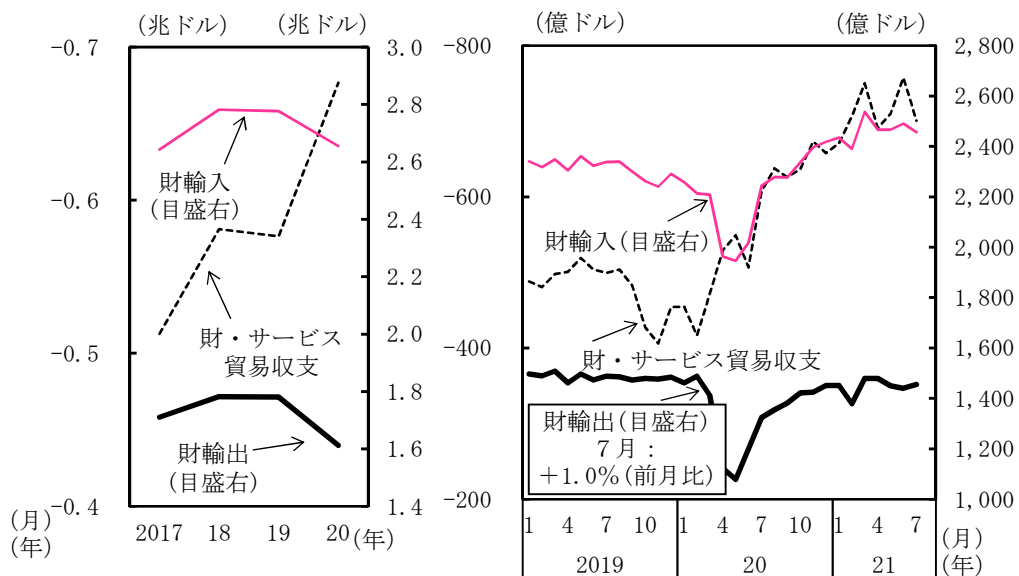 (兆ドル)
(兆ドル)
-0.7
-0.6
-0.5
-0.4
3.0
2.8
2.6
2.4
2.2
2.0
1.8
1.6
1.4
財輸入
(目盛右)
財・サービス
貿易収支
財輸出
(目盛右)
(月)
(年)
2017
18
19
20
(年)
(億ドル)
(億ドル)
-800
-600
-400
-200
2,800
2,600
2,400
2,200
2,000
1,800
1,600
1,400
1,200
1,000
財輸入(目盛右)
財・サービス貿易収支
財輸出(目盛右)
7月：
＋1.0%(前月比)
1 4 7 10 1 4 7 10 1 4 7
(月)
2019 20 21
(年)